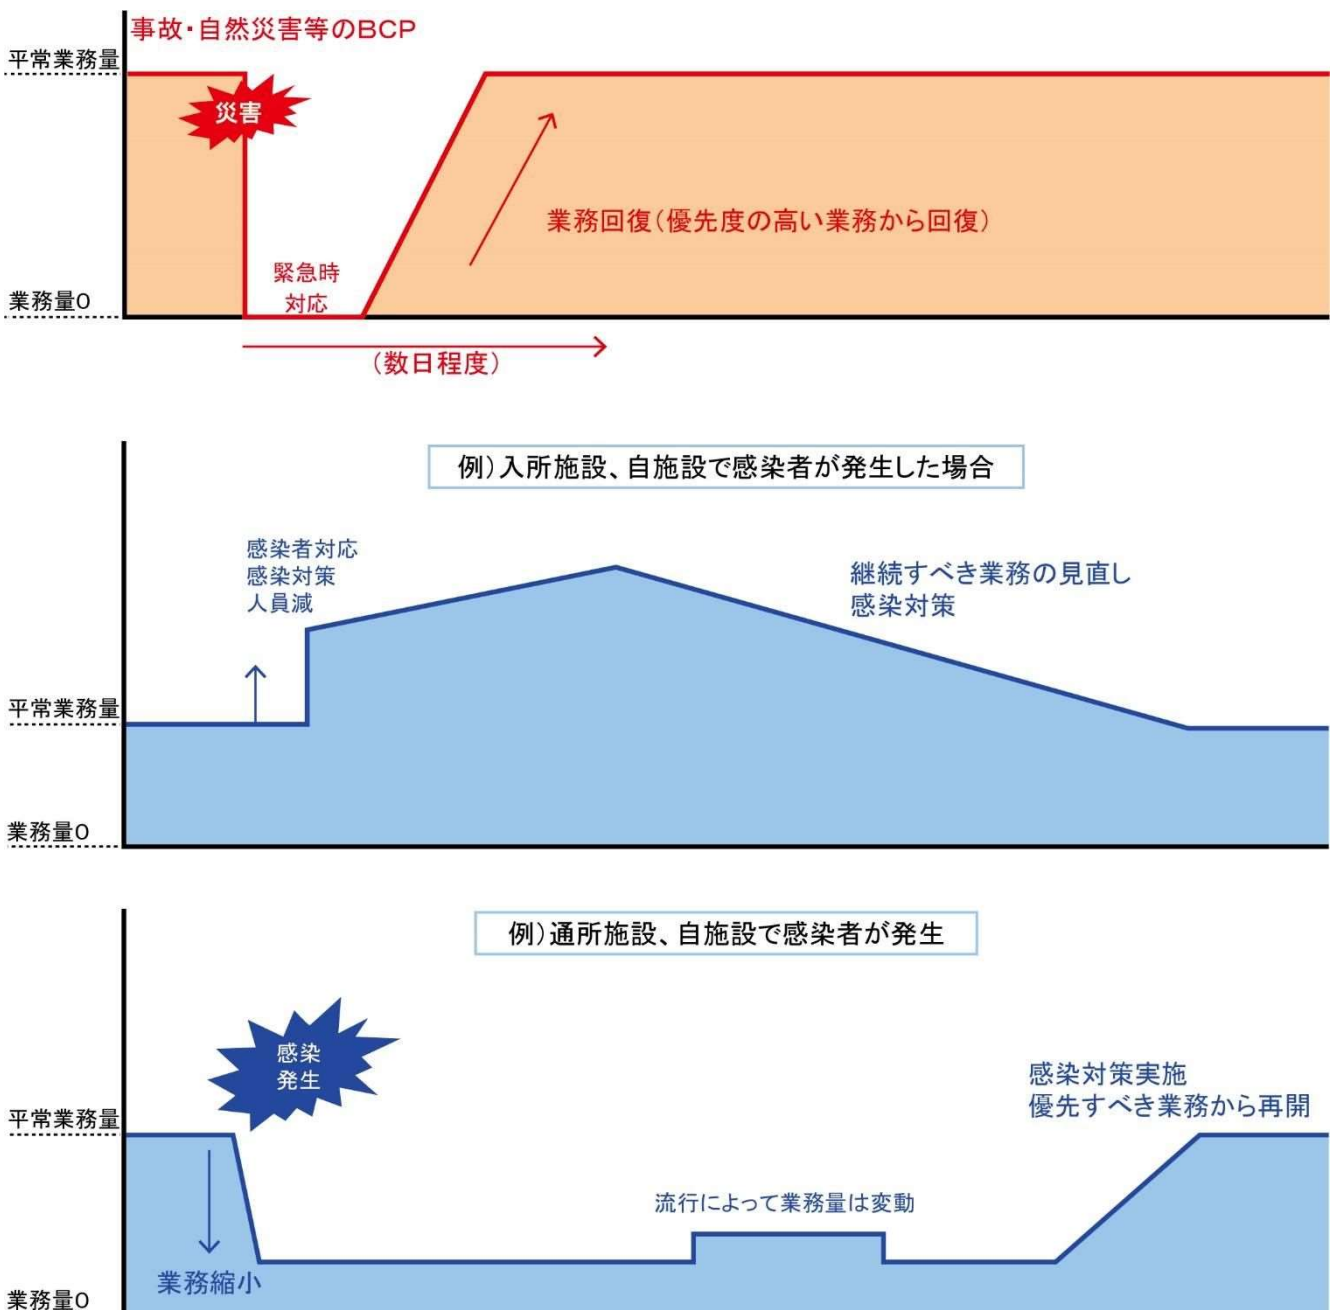 事故・自然災害等のBCP
平常業務量
災害
業務回復(優先度の高い業務から回復)
緊急時
対応
業務量0
(数日程度)
例)入所施設、自施設で感染者が発生した場合
感染者対応
感染対策
人員減
継続すべき業務の見直し
感染対策
平常業務量
業務量0
例)通所施設、自施設で感染者が発生
感染
発生
感染対策実施
優先すべき業務から再開
平常業務量
流行によって業務量は変動
業務縮小
業務量0